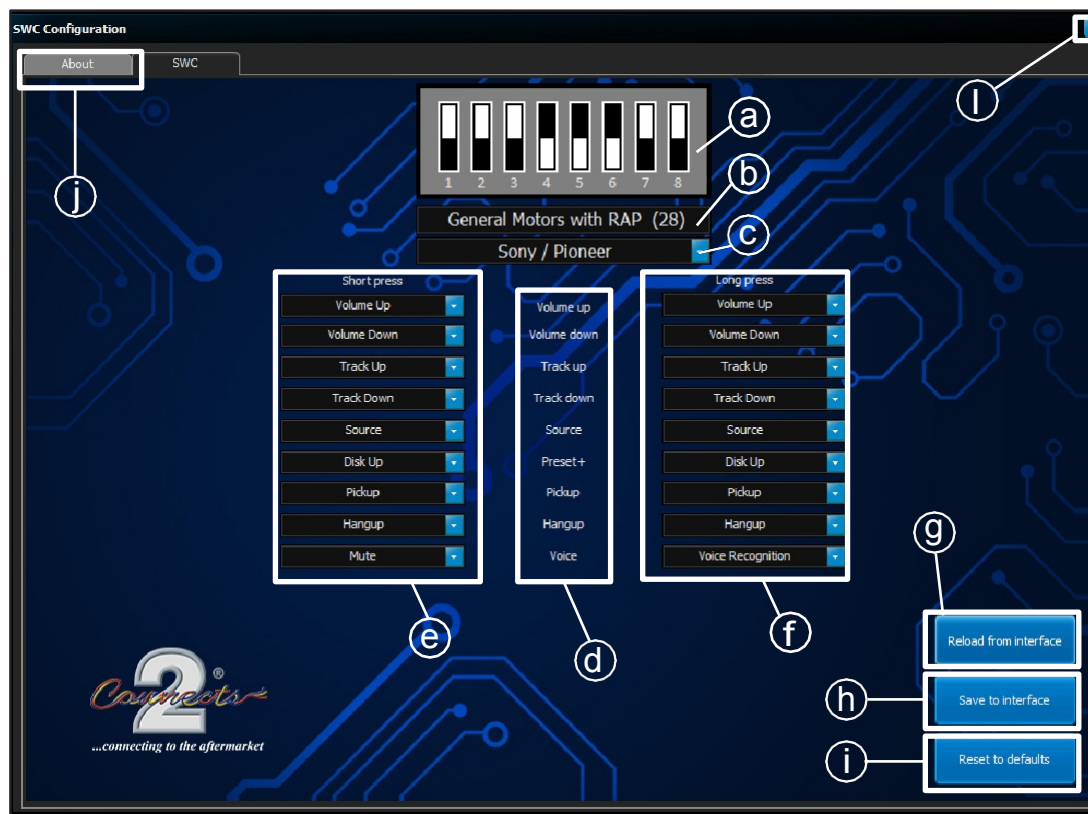 SWC Configuration
About
SWC
j
l
a
1 2 3 4 5 6 7 8
b
General Motors with RAP (28)
c
Sony / Pioneer
Short press
Long press
Volume Up
Volume up
Volume Up
Volume Down
Volume down
Volume Down
Track Up
Track up
Track Up
Track Down
Track down
Track Down
Source
Source
Source
Disk Up
Preset+
Disk Up
Pickup
Pickup
Pickup
Hangup
Hangup
Hangup
Mute
Voice
Voice Recognition
e
d
f
g
Reload from interface
h
Save to interface
i
Reset to defaults
Connects 2 ®
...connecting to the aftermarket